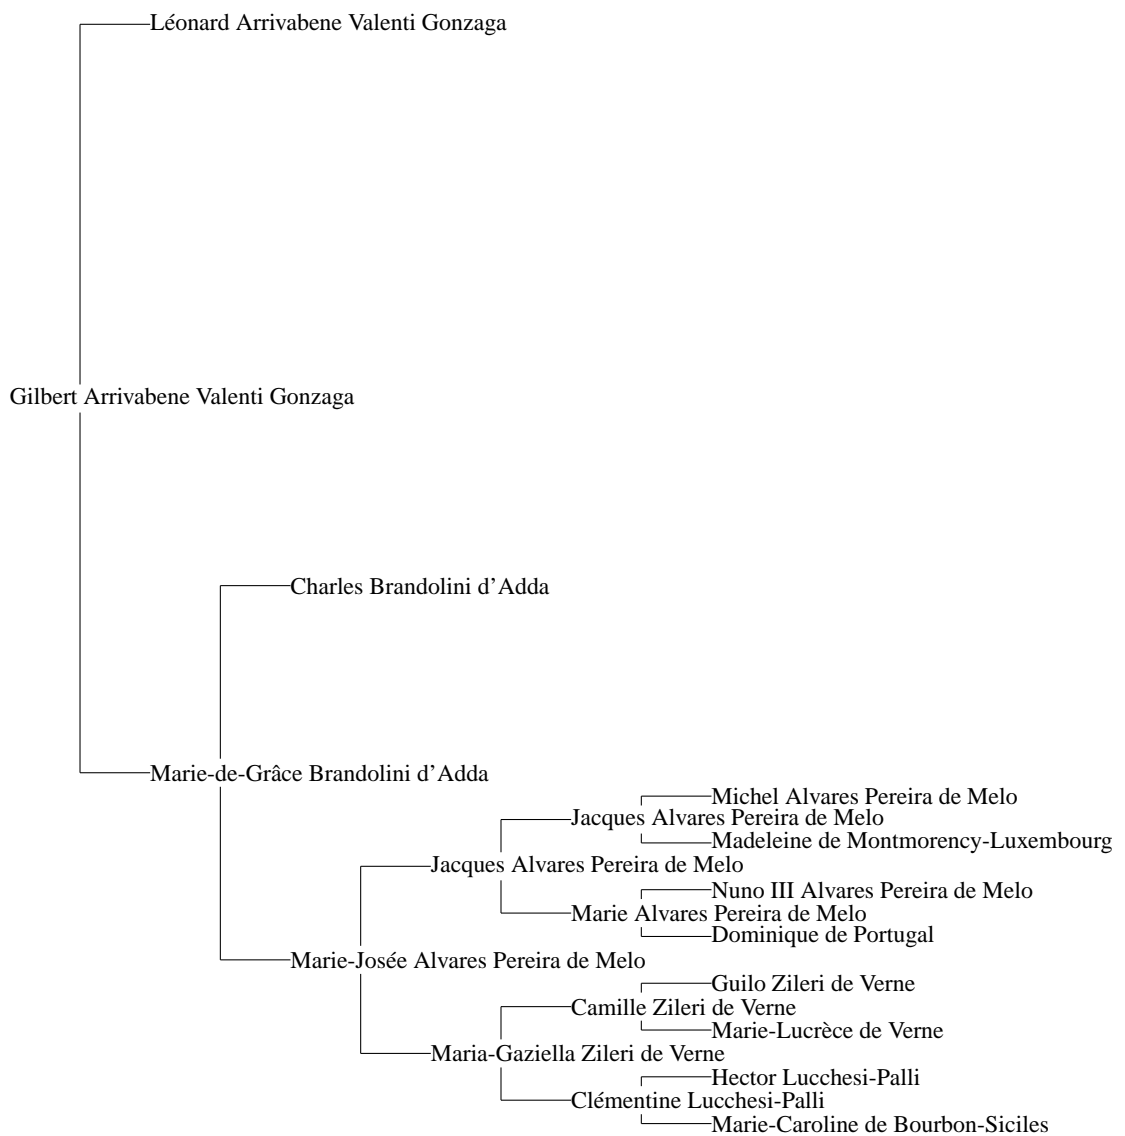 Léonard Arrivabene Valenti Gonzaga
Gilbert Arrivabene Valenti Gonzaga
Charles Brandolini d’Adda
Marie-de-Grâce Brandolini d’Adda
Michel Alvares Pereira de Melo
Jacques Alvares Pereira de Melo
Madeleine de Montmorency-Luxembourg
Jacques Alvares Pereira de Melo
Nuno III Alvares Pereira de Melo
Marie Alvares Pereira de Melo
Dominique de Portugal
Marie-Josée Alvares Pereira de Melo
Guilo Zileri de Verne
Camille Zileri de Verne
Marie-Lucrèce de Verne
Maria-Gaziella Zileri de Verne
Hector Lucchesi-Palli
Clémentine Lucchesi-Palli
Marie-Caroline de Bourbon-Siciles